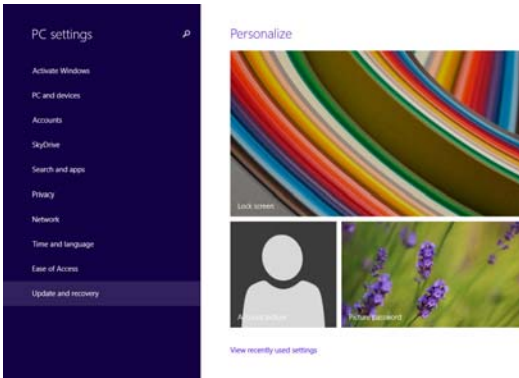 PC settings
Activate Windows
PC and devices
Accounts
SkyDrive
Search and apps
Privacy
Network
Time and language
Ease of Access
Update and recovery
Personalize
Lock screen
Account picture
Picture password
View recently used settings